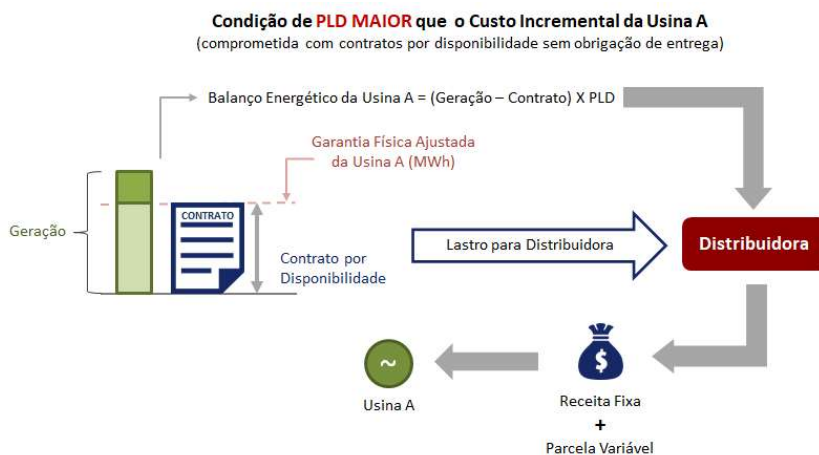 Condição de PLD MAIOR que o Custo Incremental da Usina A
(comprometida com contratos por disponibilidade sem obrigação de entrega)
Balanço Energético da Usina A = (Geração – Contrato) X PLD
Garantia Física Ajustada
da Usina A (MWh)
CONTRATO
Geração
Contrato por
Disponibilidade
Lastro para Distribuidora
Distribuidora
$
~
Usina A
Receita Fixa
+
Parcela Variável